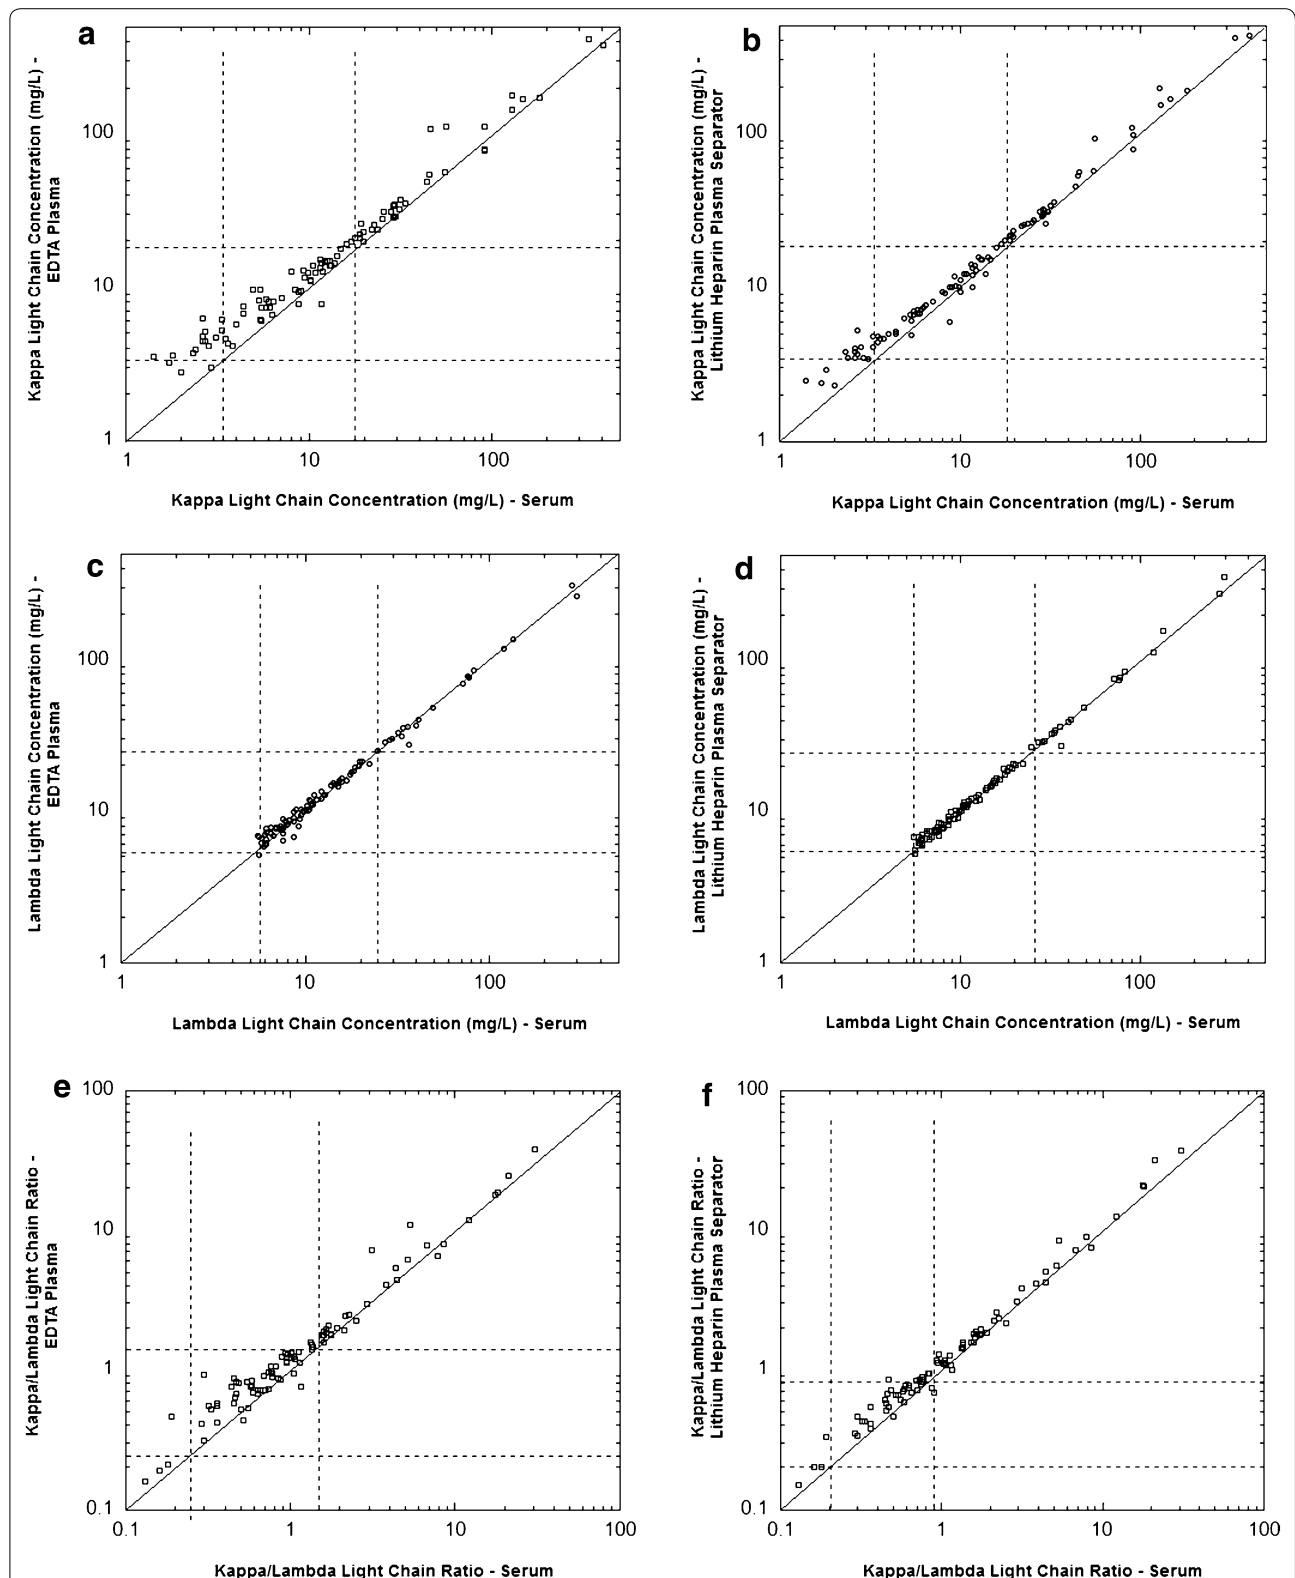 a
Kappa Light Chain Concentration (mg/L) -
EDTA Plasma
100
10
1
1 10 100
Kappa Light Chain Concentration (mg/L) - Serum
b
Kappa Light Chain Concentration (mg/L) -
Lithium Heparin Plasma Separator
100
10
1
1 10 100
Kappa Light Chain Concentration (mg/L) - Serum
c
Lambda Light Chain Concentration (mg/L) -
EDTA Plasma
100
10
1
1 10 100
Lambda Light Chain Concentration (mg/L) - Serum
d
Lambda Light Chain Concentration (mg/L) -
Lithium Heparin Plasma Separator
100
10
1
1 10 100
Lambda Light Chain Concentration (mg/L) - Serum
e
Kappa/Lambda Light Chain Ratio -
EDTA Plasma
100
10
1
0.1
0.1 1 10 100
Kappa/Lambda Light Chain Ratio - Serum
f
Kappa/Lambda Light Chain Ratio -
Lithium Heparin Plasma Separator
100
10
1
0.1
0.1 1 10 100
Kappa/Lambda Light Chain Ratio - Serum